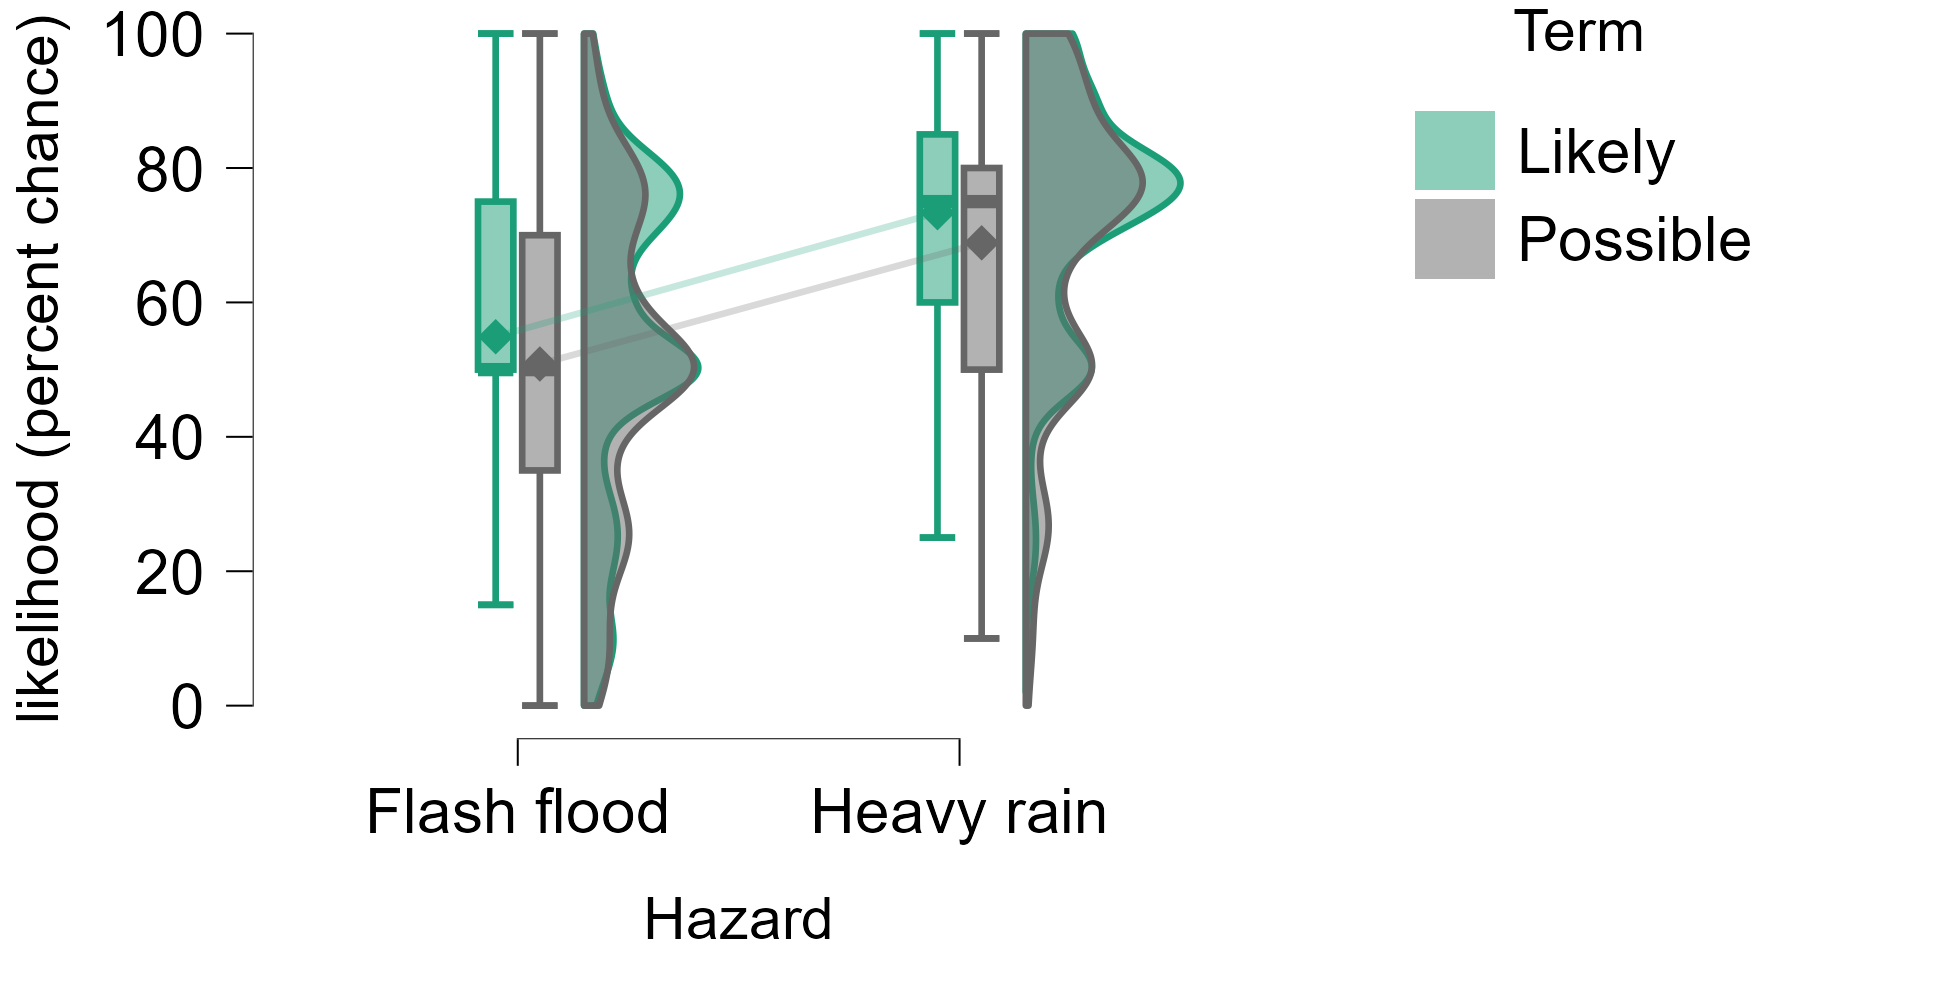 likelihood (percent chance)
100
80
60
40
20
0
Flash flood
Heavy rain
Hazard
Term
Likely
Possible